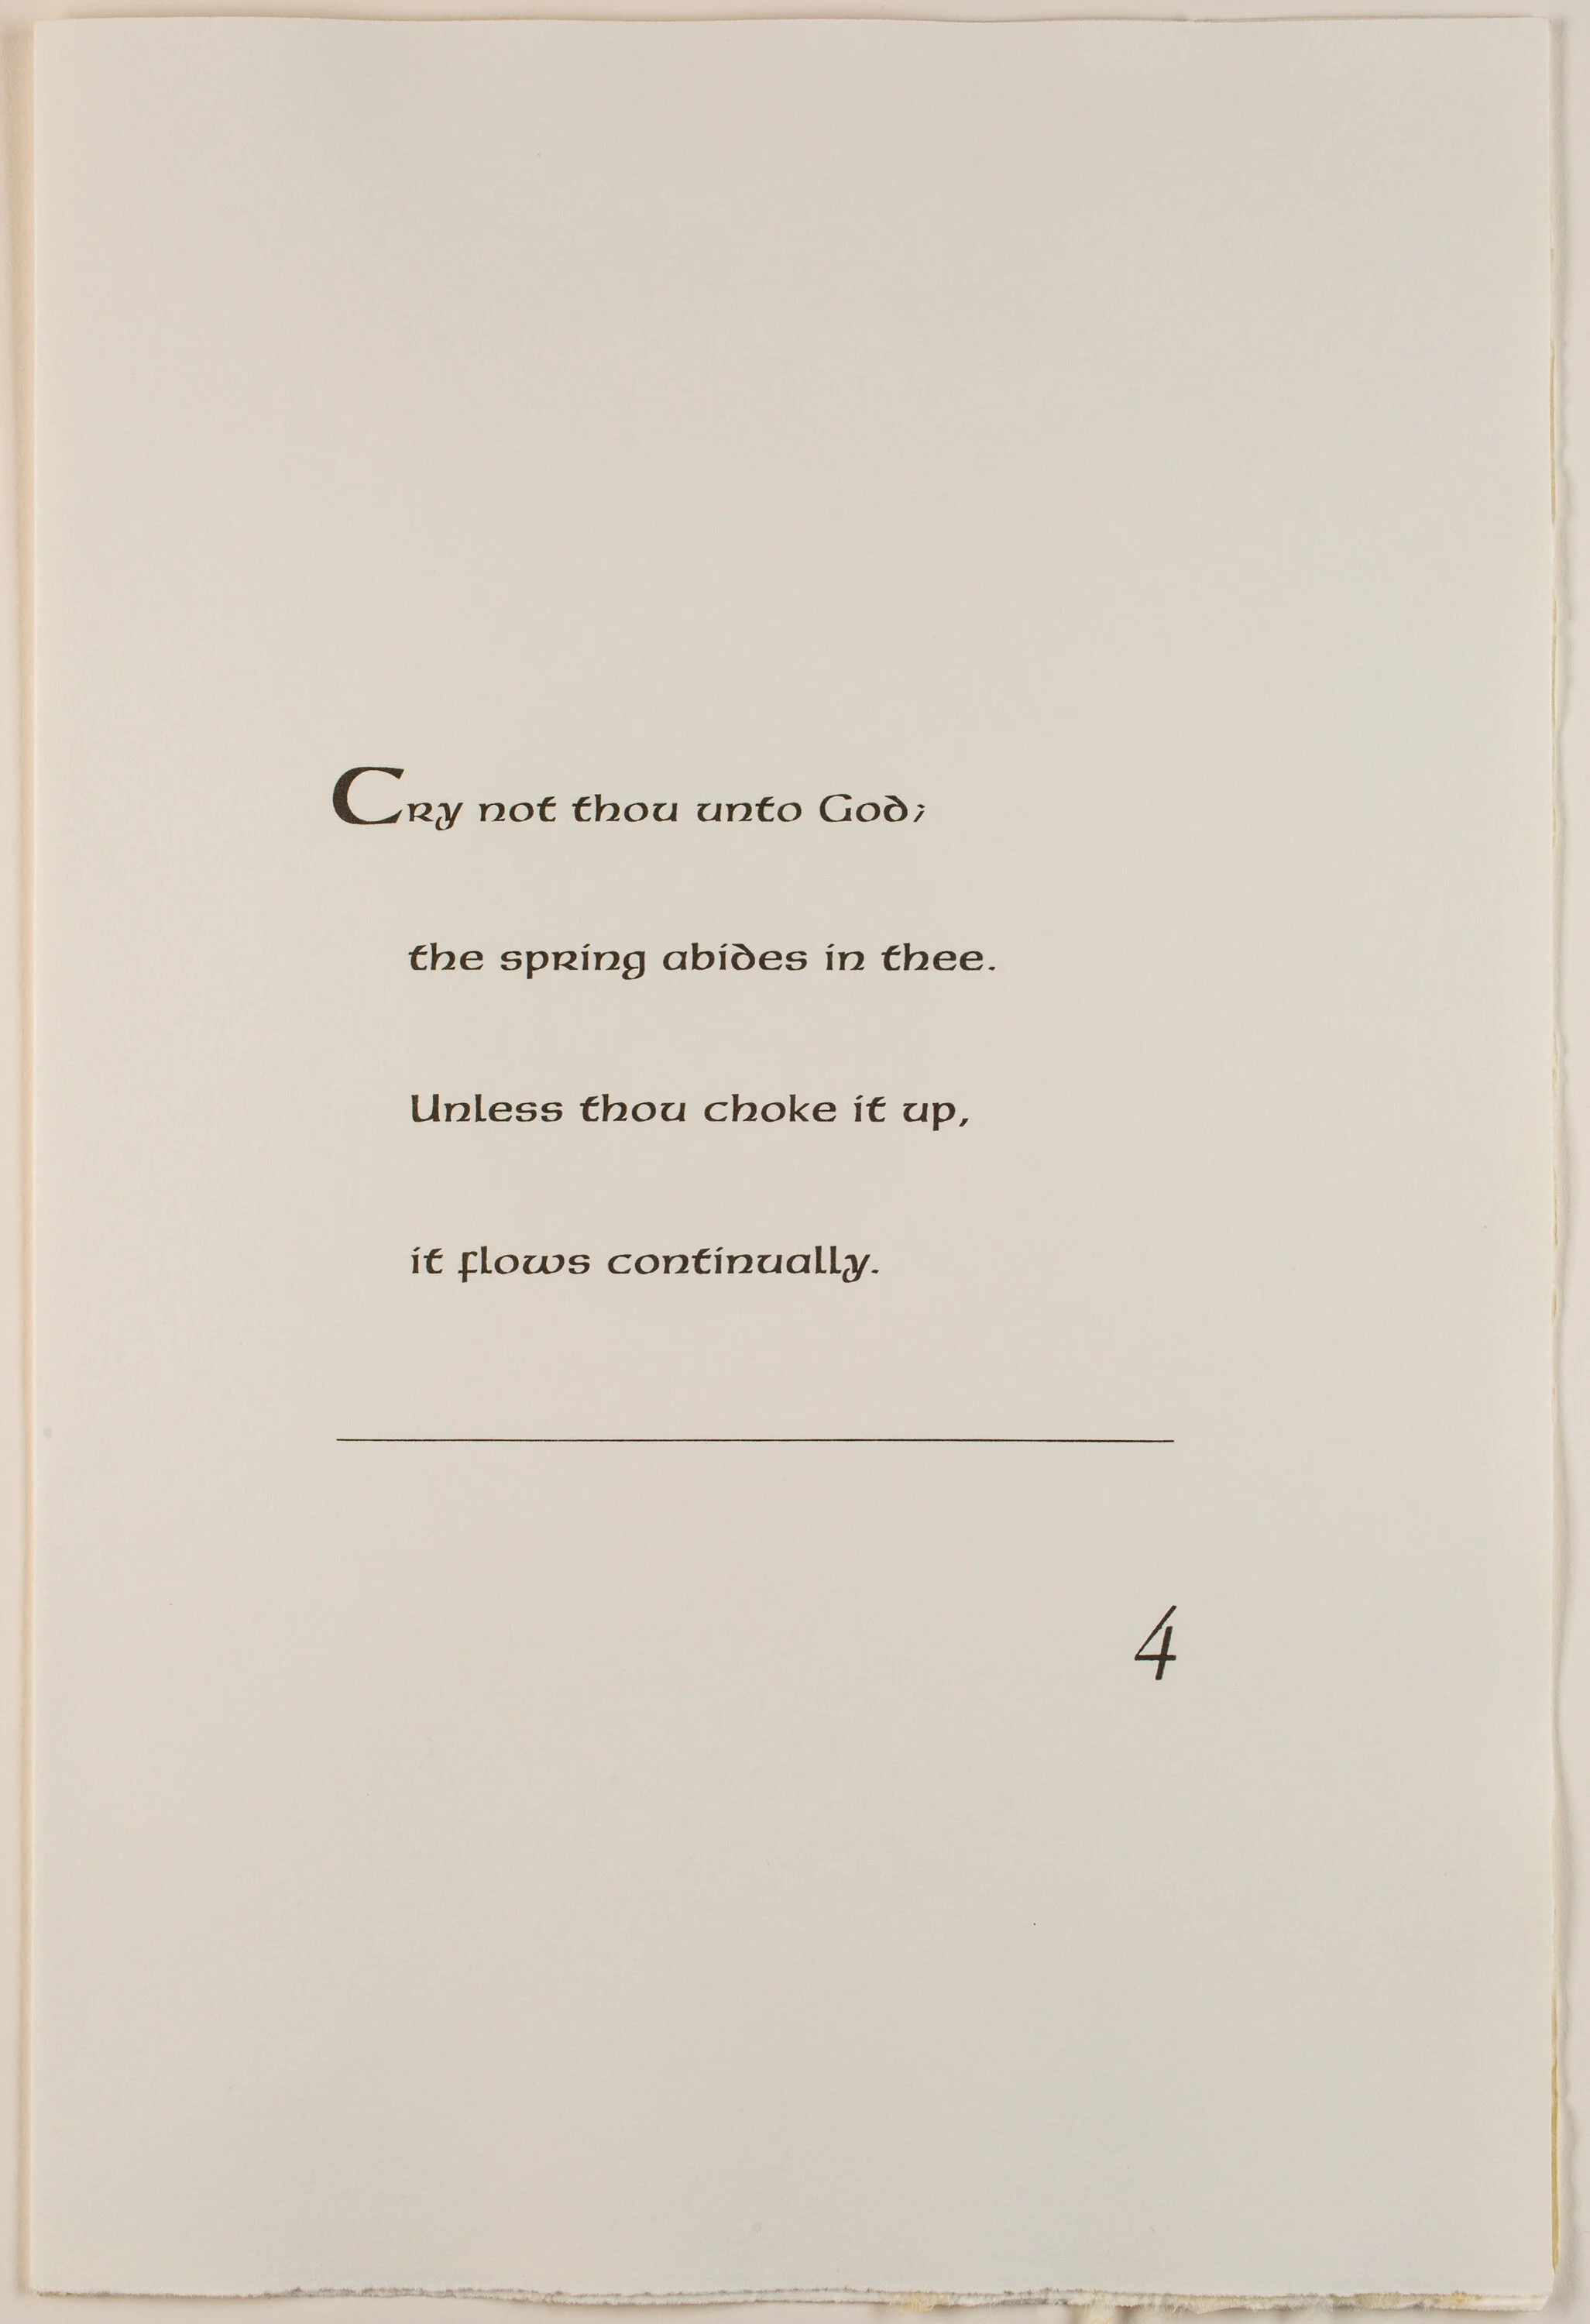 Cry not thou unto God;
the spring abides in thee.
Unless thou choke it up,
it flows continually.
4